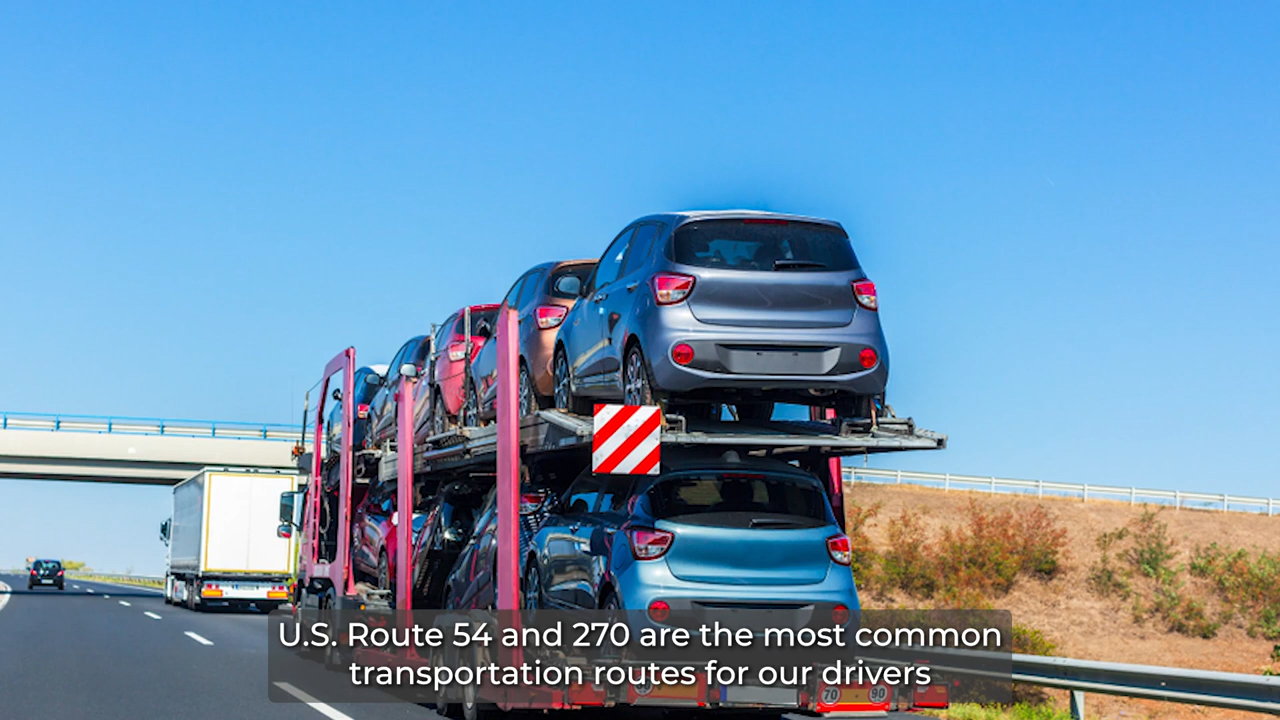 U.S. Route 54 and 270 are the most common
transportation routes for our drivers
70 90